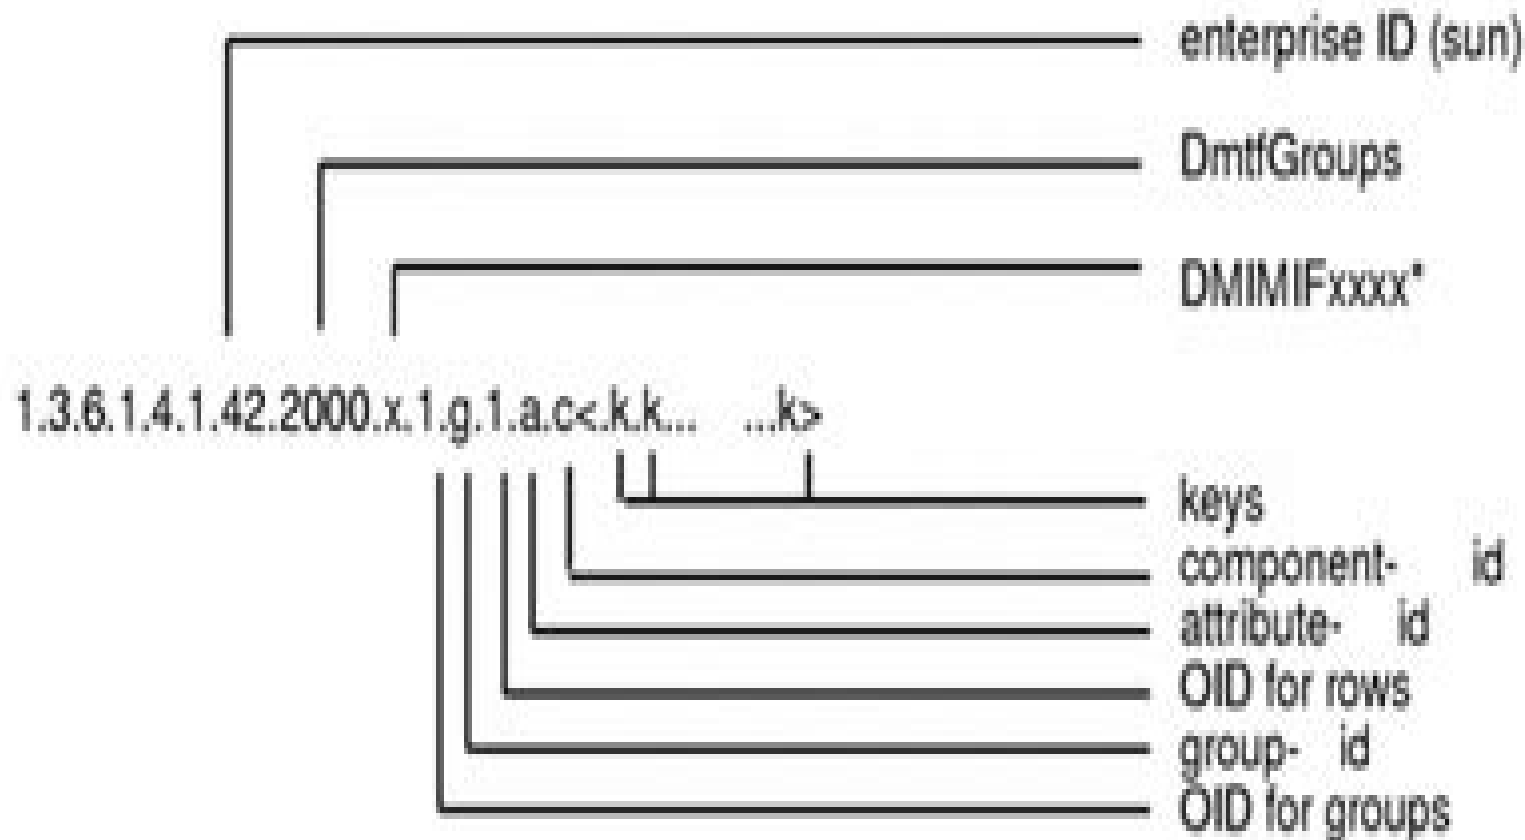 enterprise ID (sun)
DmtfGroups
DMIMIFxxxx*
1.3.6.1.4.1.42.2000.x.1.g.1.a.c<.k.k... ...k>
keys
component- id
attribute- id
OID for rows
group- id
OID for groups